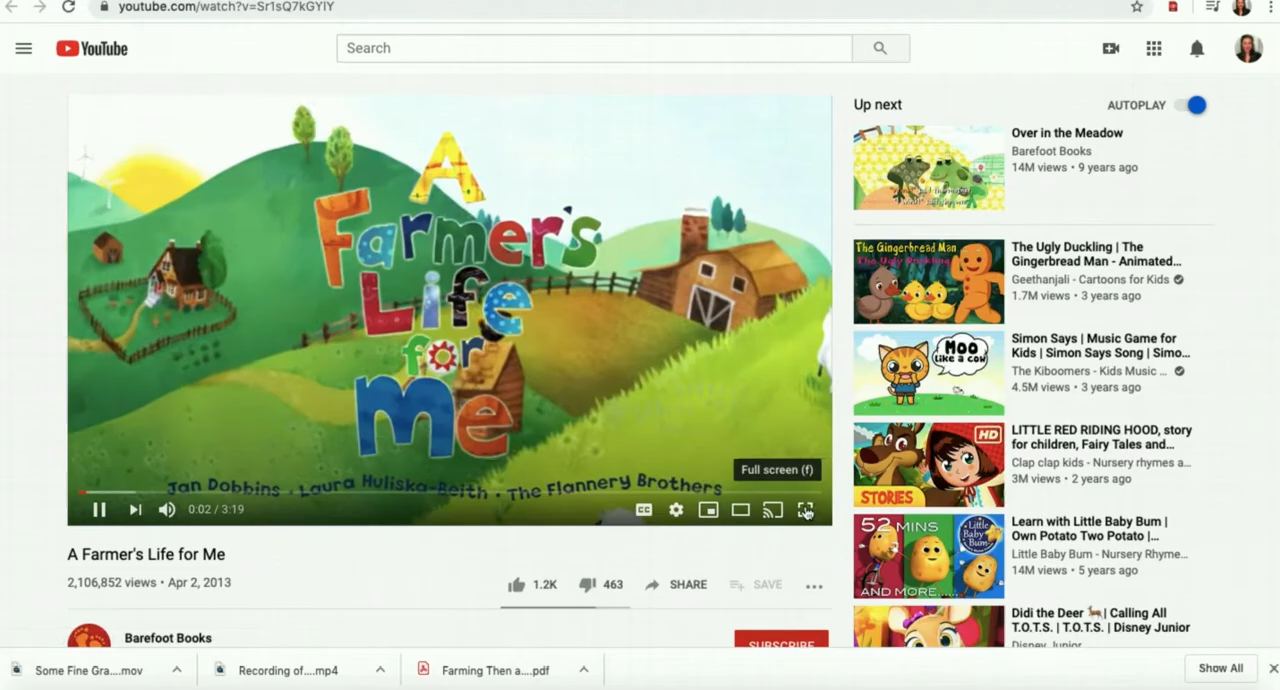 youtube.com/watch?v=Sr1sQ7kGYlY
YouTube
Search
A
Farmer's
Life
for
Me
Jan Dobbins · Laura Huliska-Beith · The Flannery Brothers
Full screen (f)
0:02 / 3:19
CC
A Farmer's Life for Me
2,106,852 views • Apr 2, 2013
1.2K
463
SHARE
SAVE
Barefoot Books
SUBSCRIBE
Up next
AUTOPLAY
Over in the Meadow
Barefoot Books
14M views • 9 years ago
The Gingerbread Man
The Ugly Duckling
The Ugly Duckling | The
Gingerbread Man - Animated...
Geethanjali - Cartoons for Kids
1.7M views • 3 years ago
MOO
like a cow
Simon Says | Music Game for
Kids | Simon Says Song | Simo...
The Kiboomers - Kids Music ...
4.5M views • 3 years ago
HD
STORIES
LITTLE RED RIDING HOOD, story
for children, Fairy Tales and...
Clap clap kids - Nursery rhymes a...
3M views • 2 years ago
52 MINS
Little
Baby
Bum
AND MORE......
Learn with Little Baby Bum |
Own Potato Two Potato |...
Little Baby Bum - Nursery Rhyme...
14M views • 5 years ago
Didi the Deer 🦌 | Calling All
T.O.T.S. | T.O.T.S. | Disney Junior
Disney Junior
Some Fine Gra....mov
Recording of....mp4
Farming Then a....pdf
Show All